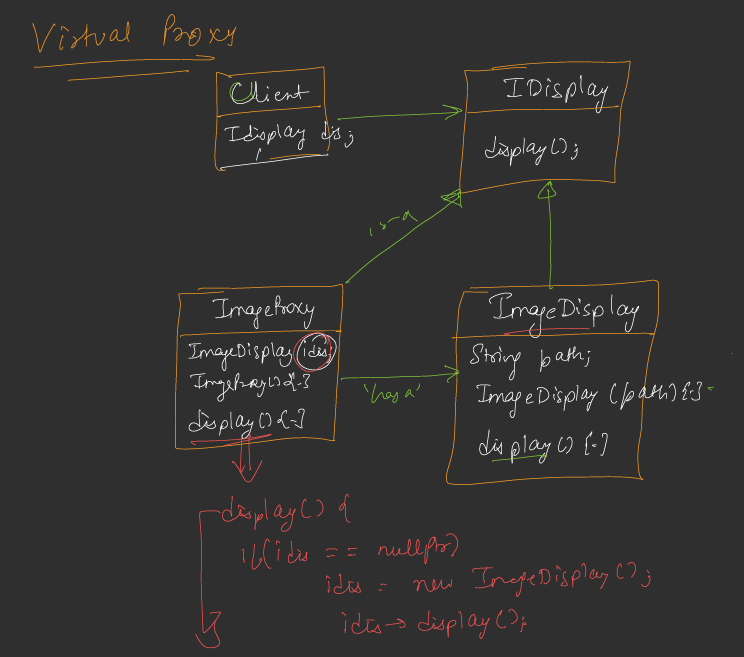 Virtual Proxy
Client
Idisplay dis;
IDisplay
display();
is-a
ImageProxy
ImageDisplay idis;
ImageProxy() {-}
display() {-}
'has a'
ImageDisplay
String path;
ImageDisplay (path) {-}
display() {-}
display() {
if(idis == nullptr)
idis = new ImageDisplay();
idis→display();